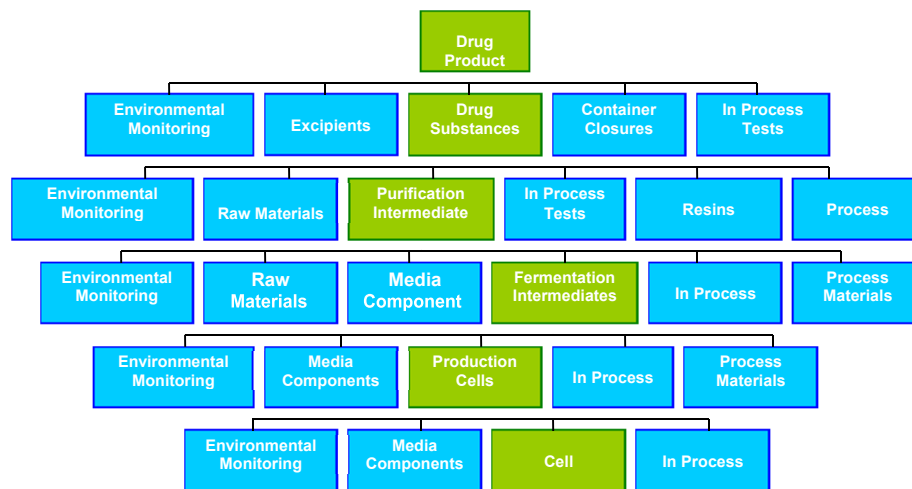 Drug
Product
Environmental
Monitoring
Excipients
Drug
Substances
Container
Closures
In Process
Tests
Environmental
Monitoring
Raw Materials
Purification
Intermediate
In Process
Tests
Resins
Process
Environmental
Monitoring
Raw
Materials
Media
Component
Fermentation
Intermediates
In Process
Process
Materials
Environmental
Monitoring
Media
Components
Production
Cells
In Process
Process
Materials
Environmental
Monitoring
Media
Components
Cell
In Process